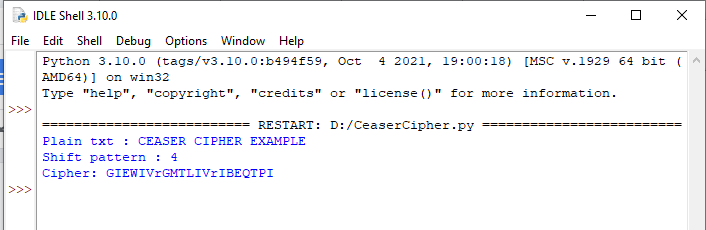 IDLE Shell 3.10.0
File Edit Shell Debug Options Window Help
Python 3.10.0 (tags/v3.10.0:b494f59, Oct  4 2021, 19:00:18) [MSC v.1929 64 bit (
AMD64)] on win32
Type "help", "copyright", "credits" or "license()" for more information.
>>>
========================== RESTART: D:/CeaserCipher.py =========================
Plain txt : CEASER CIPHER EXAMPLE
Shift pattern : 4
Cipher: GIEWIVrGMTLIVrIBEQTPI
>>>